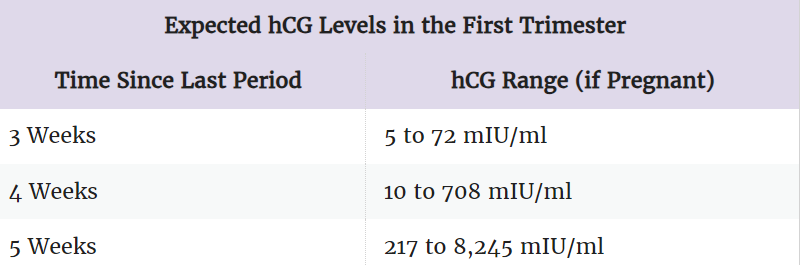 Expected hCG Levels in the First Trimester
Time Since Last Period hCG Range (if Pregnant)
3 Weeks 5 to 72 mIU/ml
4 Weeks 10 to 708 mIU/ml
5 Weeks 217 to 8,245 mIU/ml